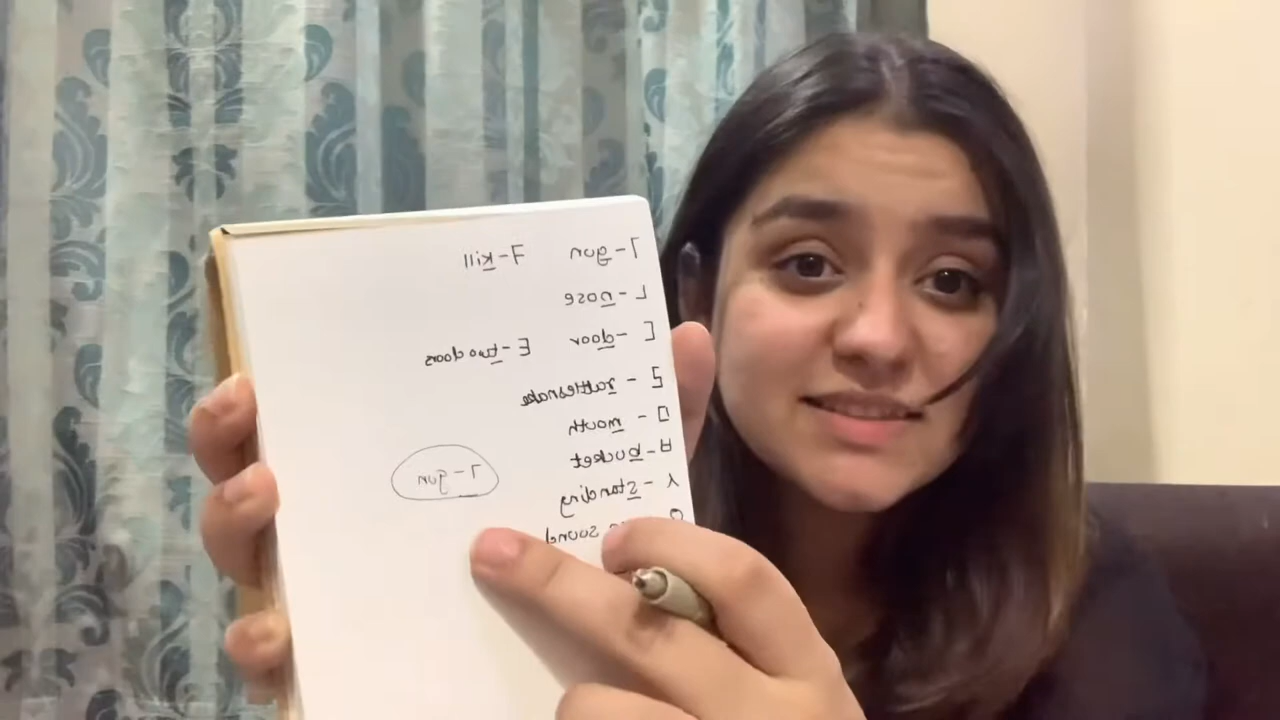 ㄱ-gun ㅋ-kill
ㄴ - nose
ㄷ - door ㅌ - two doors
ㄹ - rattlesnake
ㅁ - mouth
ㅂ-bucket
ㅅ - standing
ㄱ-gun
sound